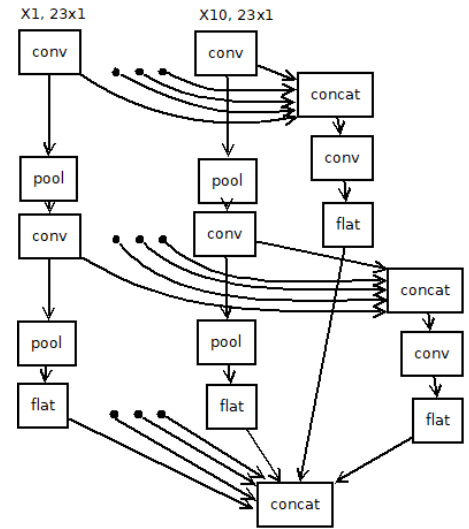 X1, 23x1 X10, 23x1
conv conv
concat
conv
pool pool
flat
conv conv
concat
pool pool conv
flat flat flat
concat